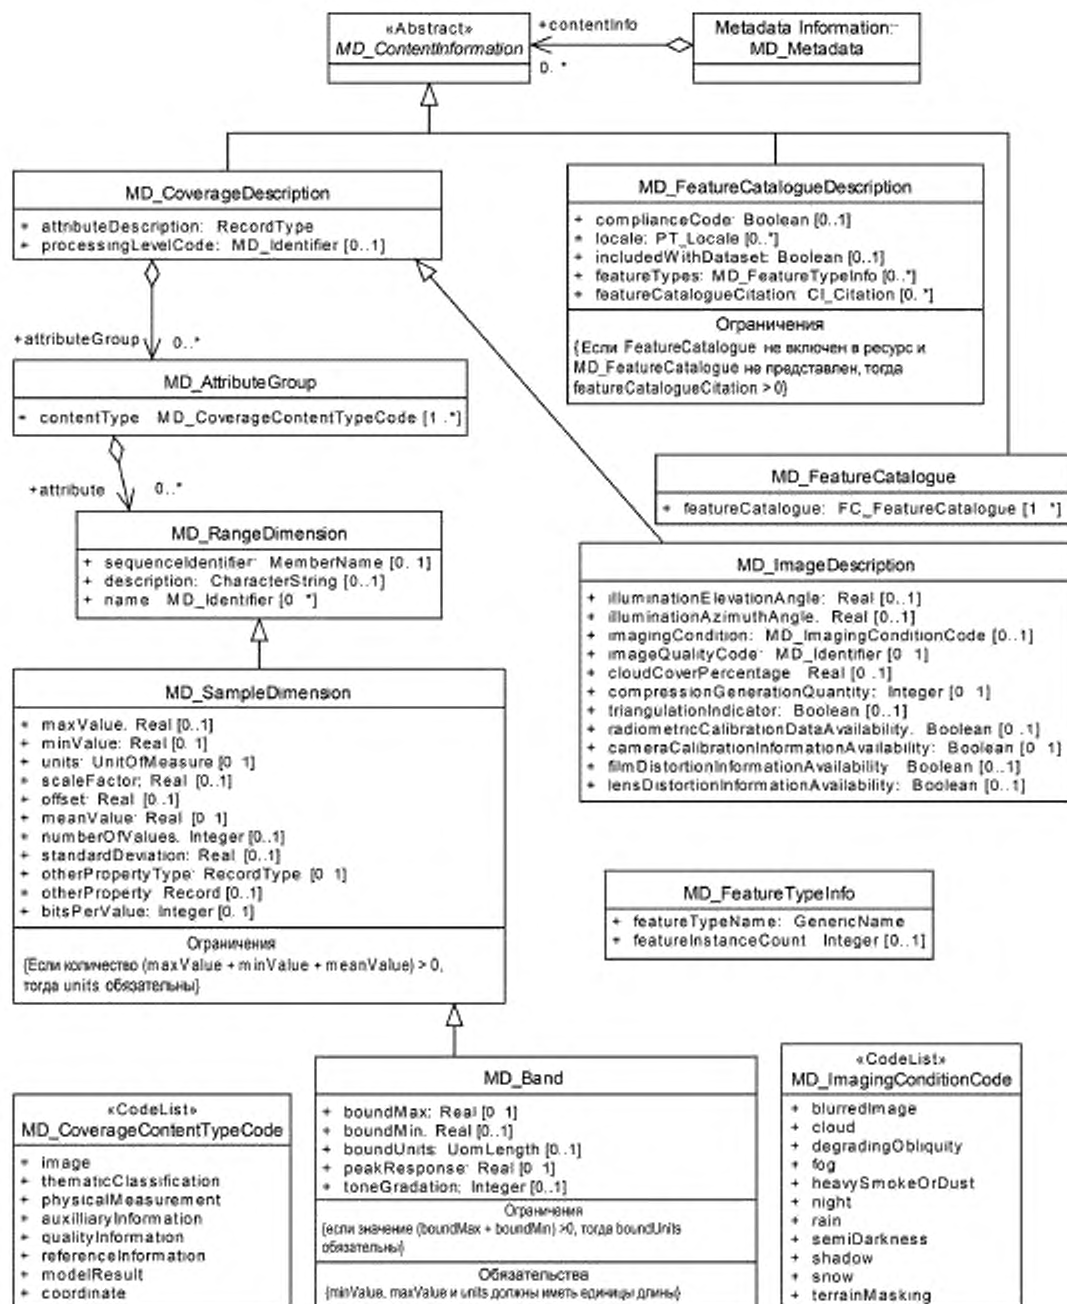 «Abstract»
MD_ContentInformation
+contentInfo
0. *
Metadata Information::
MD_Metadata
MD_CoverageDescription
+ attributeDescription: RecordType
+ processingLevelCode: MD_Identifier [0..1]
MD_FeatureCatalogueDescription
+ complianceCode: Boolean [0..1]
+ locale: PT_Locale [0..*]
+ includedWithDataset: Boolean [0..1]
+ featureTypes: MD_FeatureTypeInfo [0..*]
+ featureCatalogueCitation: CI_Citation [0. *]
Ограничения
{Если FeatureCatalogue не включен в ресурс и
MD_FeatureCatalogue не представлен, тогда
featureCatalogueCitation > 0}
+attributeGroup
0..*
MD_AttributeGroup
+ contentType MD_CoverageContentTypeCode [1 .*]
+attribute
0..*
MD_FeatureCatalogue
+ featureCatalogue: FC_FeatureCatalogue [1 *]
MD_RangeDimension
+ sequenceIdentifier: MemberName [0. 1]
+ description: CharacterString [0..1]
+ name MD_Identifier [0 *]
MD_ImageDescription
+ illuminationElevationAngle: Real [0..1]
+ illuminationAzimuthAngle. Real [0..1]
+ imagingCondition: MD_ImagingConditionCode [0..1]
+ imageQualityCode: MD_Identifier [0 1]
+ cloudCoverPercentage Real [0 .1]
+ compressionGenerationQuantity: Integer [0 1]
+ triangulationIndicator: Boolean [0..1]
+ radiometricCalibrationDataAvailability. Boolean [0 .1]
+ cameraCalibrationInformationAvailability: Boolean [0 1]
+ filmDistortionInformationAvailability Boolean [0..1]
+ lensDistortionInformationAvailability: Boolean [0..1]
MD_SampleDimension
+ maxValue. Real [0..1]
+ minValue: Real [0. 1]
+ units: UnitOfMeasure [0 1]
+ scaleFactor: Real [0..1]
+ offset: Real [0..1]
+ meanValue: Real [0 1]
+ numberOfValues. Integer [0..1]
+ standardDeviation: Real [0..1]
+ otherPropertyType: RecordType [0 1]
+ otherProperty Record [0..1]
+ bitsPerValue: Integer [0. 1]
Ограничения
{Если количество (maxValue + minValue + meanValue) > 0,
тогда units обязательны}
MD_FeatureTypeInfo
+ featureTypeName: GenericName
+ featureInstanceCount Integer [0..1]
MD_Band
+ boundMax: Real [0 1]
+ boundMin. Real [0..1]
+ boundUnits: UomLength [0..1]
+ peakResponse: Real [0 1]
+ toneGradation: Integer [0..1]
Ограничения
{если значение (boundMax + boundMin) >0, тогда boundUnits
обязательны}
Обязательства
{minValue, maxValue и units должны иметь единицы длины}
«CodeList»
MD_CoverageContentTypeCode
+ image
+ thematicClassification
+ physicalMeasurement
+ auxilliaryInformation
+ qualityInformation
+ referenceInformation
+ modelResult
+ coordinate
«CodeList»
MD_ImagingConditionCode
+ blurredImage
+ cloud
+ degradingObliquity
+ fog
+ heavySmokeOrDust
+ night
+ rain
+ semiDarkness
+ shadow
+ snow
+ terrainMasking